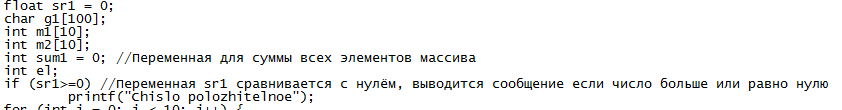 float sr1 = 0;
char g1[100];
int m1[10];
int m2[10];
int sum1 = 0; //Переменная для суммы всех элементов массива
int el;
if (sr1>=0) //Переменная sr1 сравнивается с нулём, выводится сообщение если число больше или равно нулю
printf("Chislo polozhitelnoe");
for (int i = 0; i < 10; i++) {